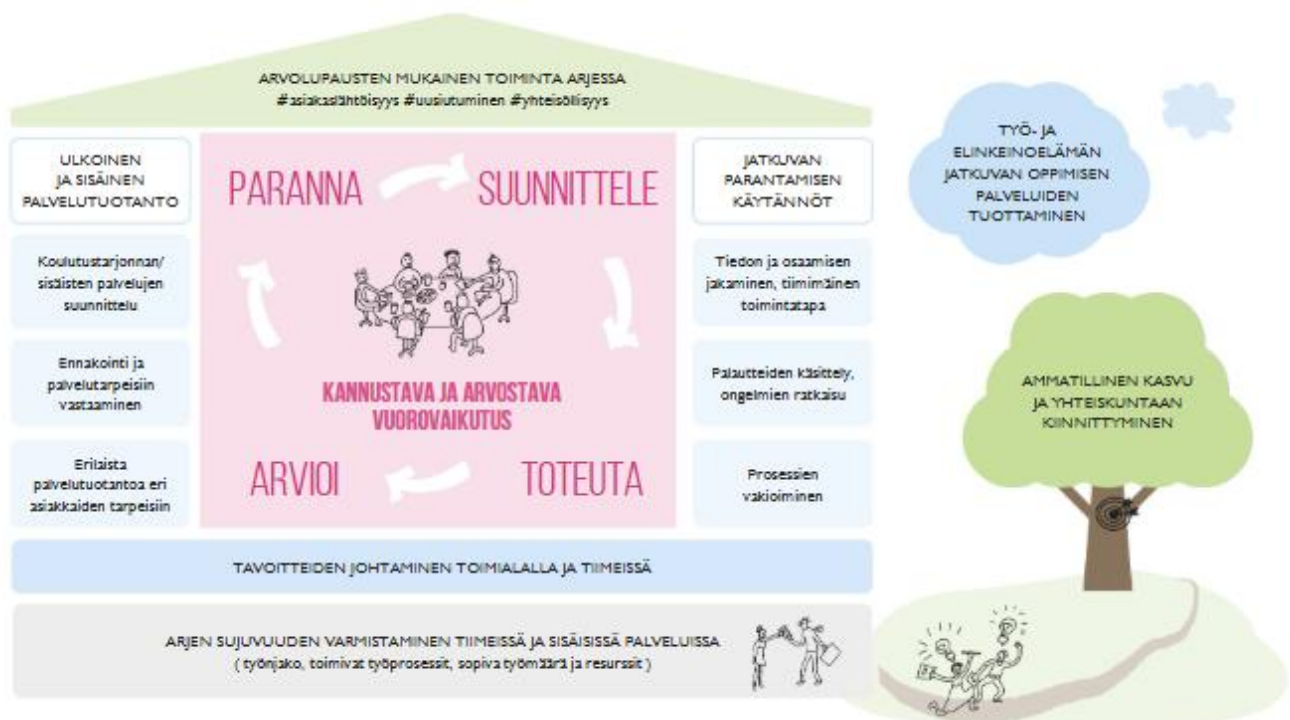 ARVOLUPAUSTEN MUKAINEN TOIMINTA ARJESSA
#asiakaslähtöisyys #uusiutuminen #yhteisöllisyys
ULKOINEN
JA SISÄINEN
PALVELUTUOTANTO
Koulutustarjonnan/
sisäisten palvelujen
suunnittelu
Ennakointi ja
palvelutarpeisiin
vastaaminen
Erilaista
palvelutuotantoa eri
asiakkaiden tarpeisiin
PARANNA
SUUNNITTELE
KANNUSTAVA JA ARVOSTAVA
VUOROVAIKUTUS
ARVIOI
TOTEUTA
JATKUVAN
PARANTAMISEN
KÄYTÄNNÖT
Tiedon ja osaamisen
jakaminen, tiimimäinen
toimintatapa
Palautteiden käsittely,
ongelmien ratkaisu
Prosessien
vakioiminen
TAVOITTEIDEN JOHTAMINEN TOIMIALALLA JA TIIMEISSÄ
ARJEN SUJUVUUDEN VARMISTAMINEN TIIMEISSÄ JA SISÄISISSÄ PALVELUISSA
( työnjako, toimivat työprosessit, sopiva työmäärä ja resurssit )
TYÖ- JA
ELINKEINOELÄMÄN
JATKUVAN OPPIMISEN
PALVELUIDEN
TUOTTAMINEN
AMMATILLINEN KASVU
JA YHTEISKUNTAAN
KIINNITTYMINEN